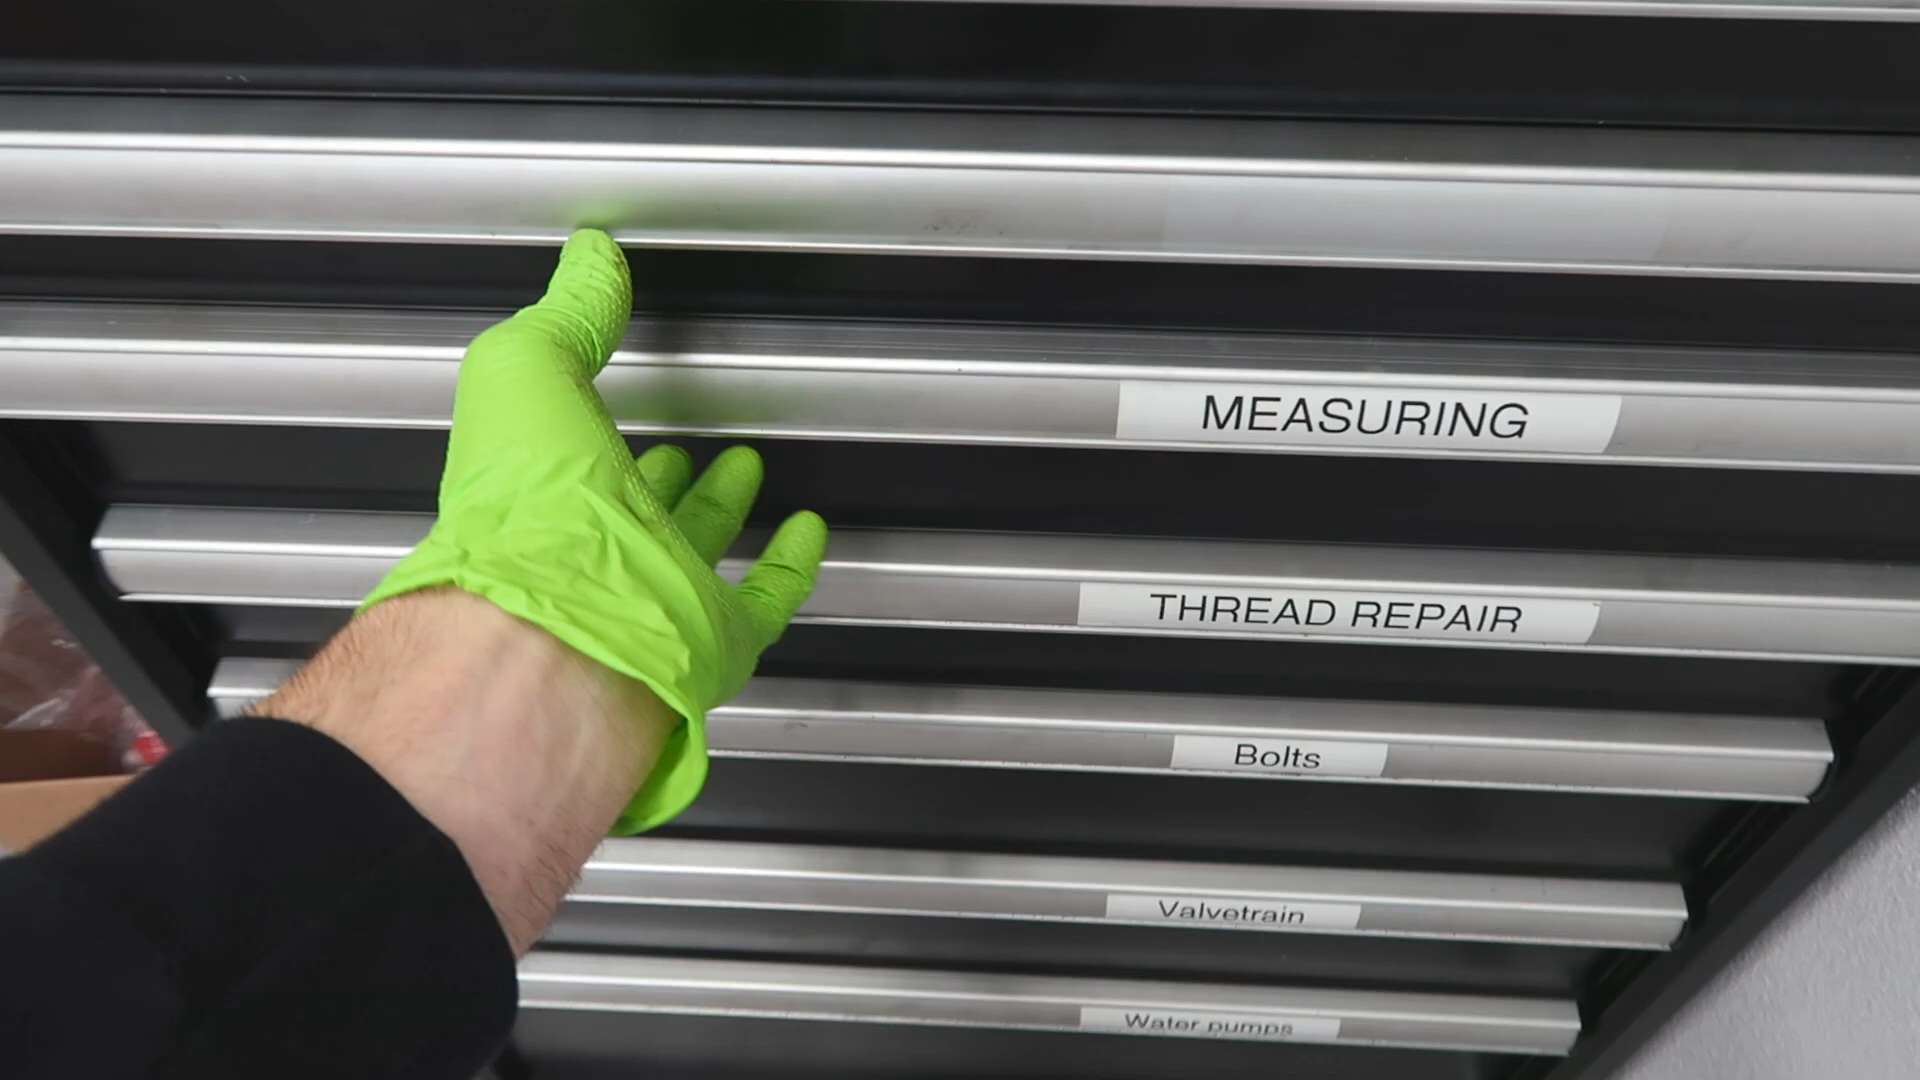 MEASURING
THREAD REPAIR
Bolts
Valvetrain
Water pumps